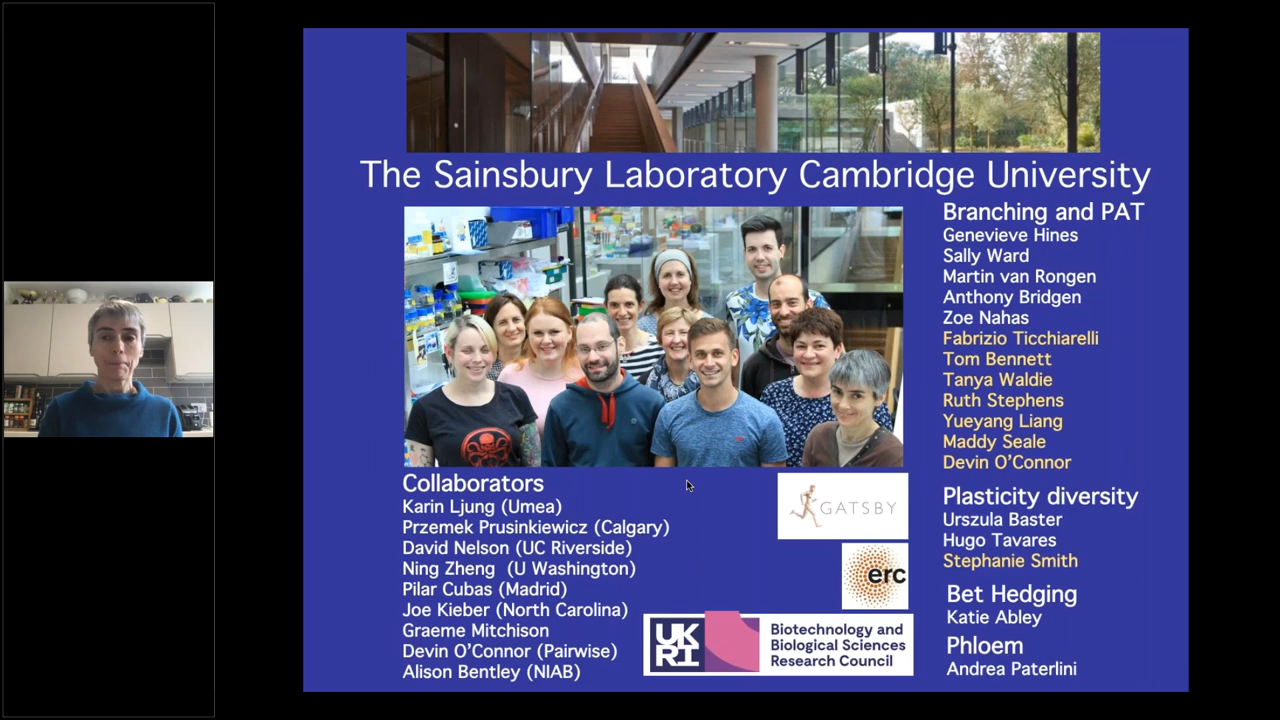 The Sainsbury Laboratory Cambridge University
Branching and PAT
Genevieve Hines
Sally Ward
Martin van Rongen
Anthony Bridgen
Zoe Nahas
Fabrizio Ticchiarelli
Tom Bennett
Tanya Waldie
Ruth Stephens
Yueyang Liang
Maddy Seale
Devin O’Connor
Plasticity diversity
Urszula Baster
Hugo Tavares
Stephanie Smith
Bet Hedging
Katie Abley
Phloem
Andrea Paterlini
Collaborators
Karin Ljung (Umea)
Przemek Prusinkiewicz (Calgary)
David Nelson (UC Riverside)
Ning Zheng (U Washington)
Pilar Cubas (Madrid)
Joe Kieber (North Carolina)
Graeme Mitchison
Devin O’Connor (Pairwise)
Alison Bentley (NIAB)
GATSBY
erc
UK
RI
Biotechnology and
Biological Sciences
Research Council